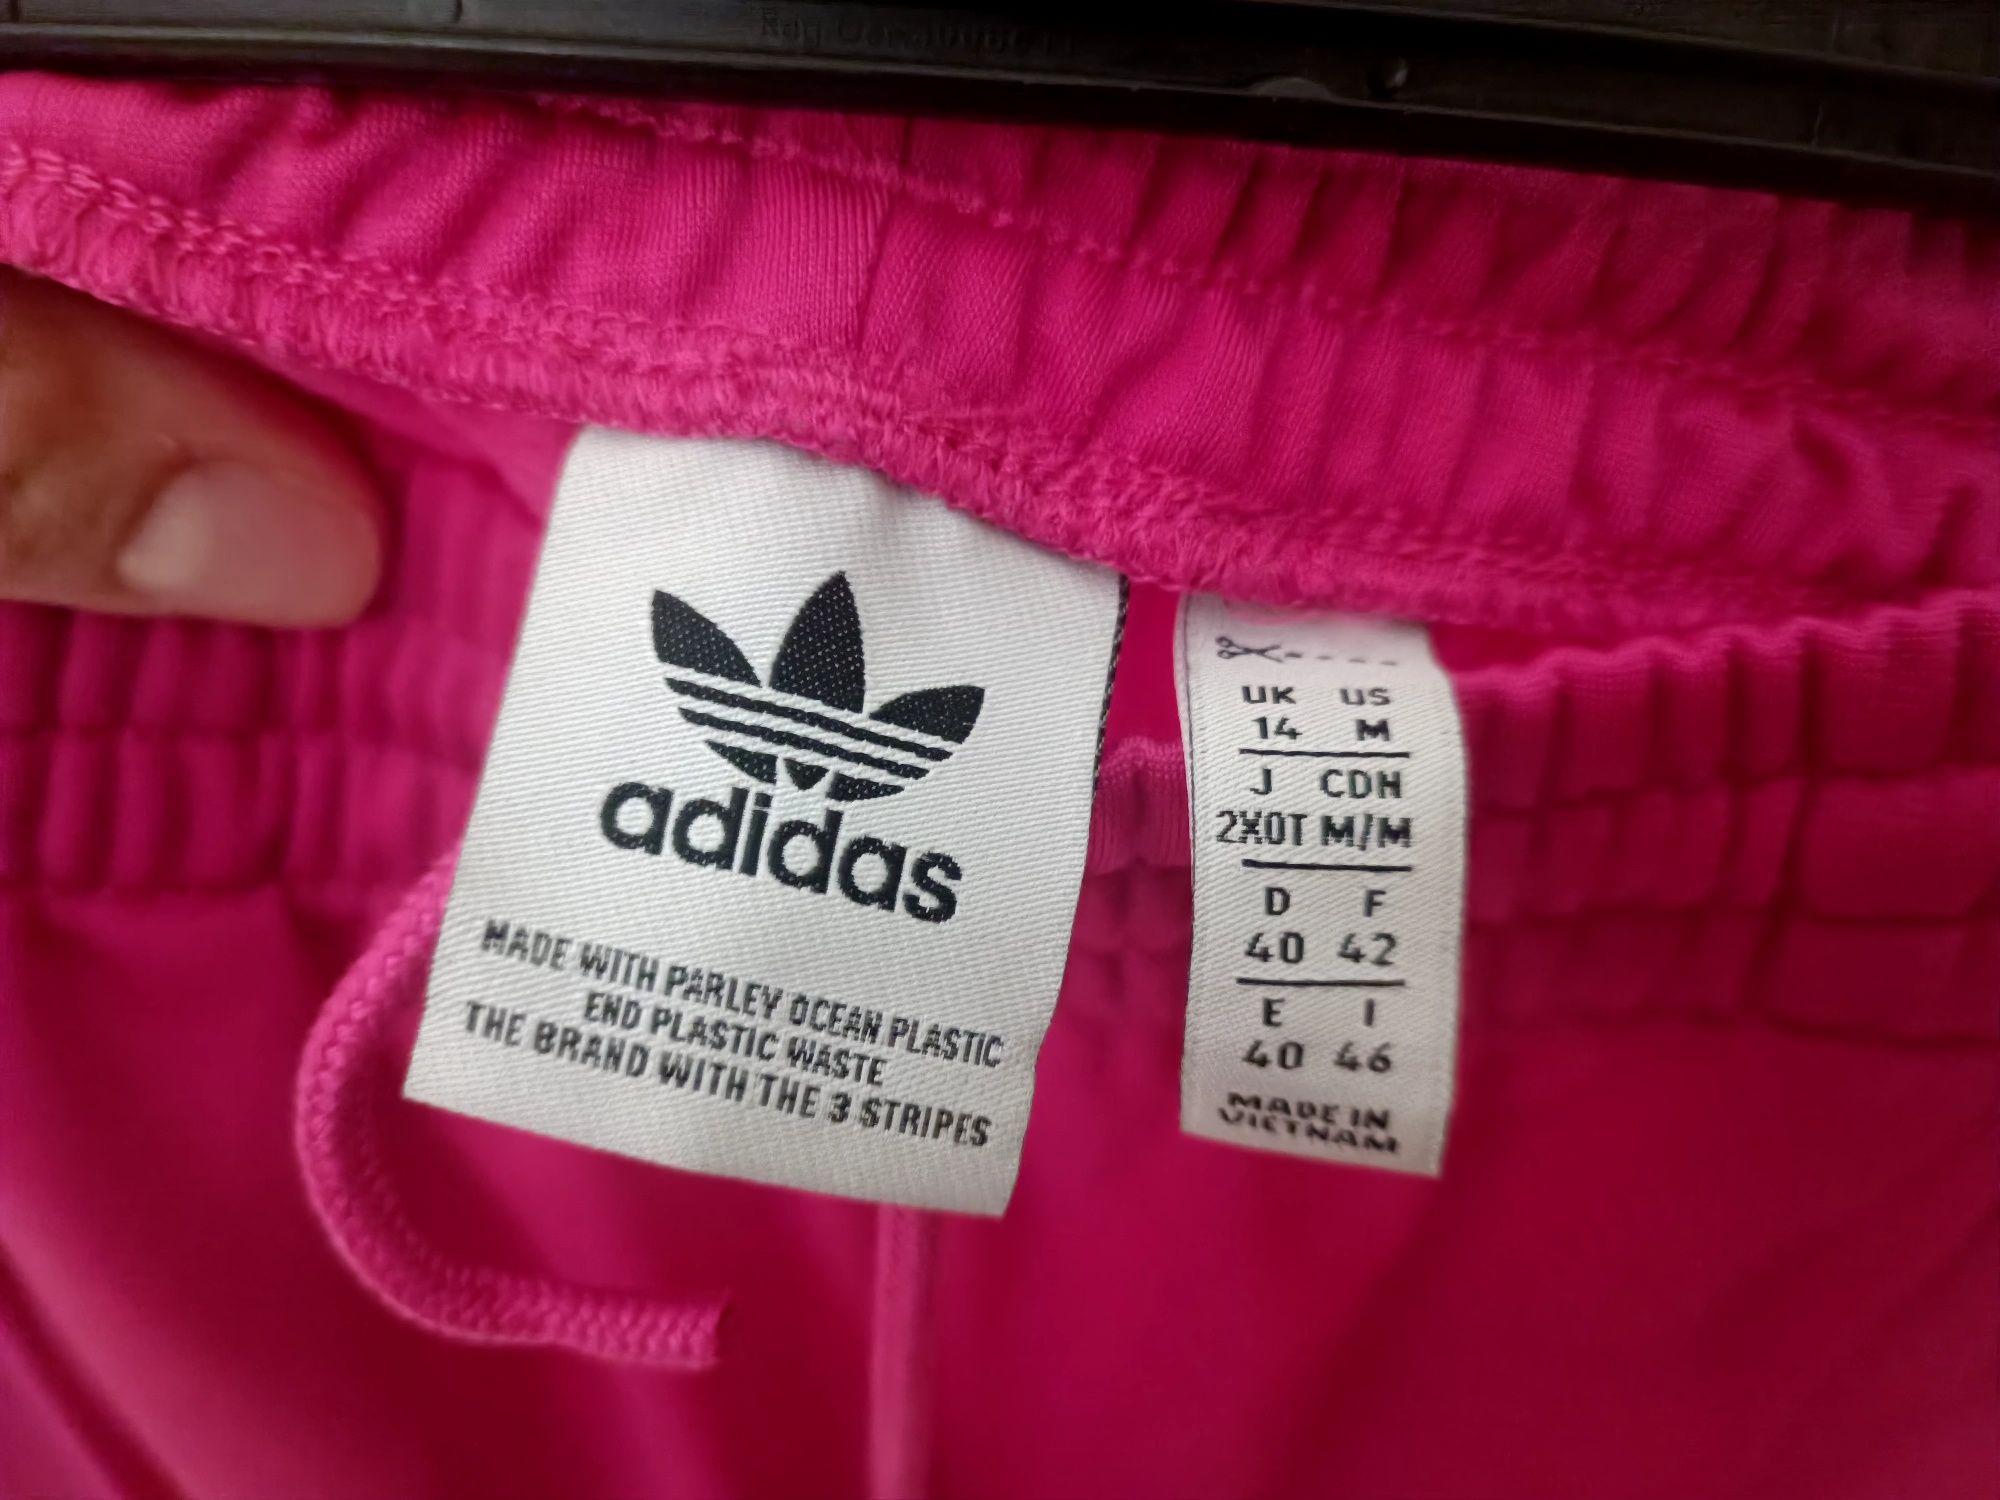 adidas
MADE WITH PARLEY OCEAN PLASTIC
END PLASTIC WASTE
THE BRAND WITH THE 3 STRIPES
UK US
14 M
J CDH
2XOT M/M
D F
40 42
E I
40 46
MADE IN
VIETNAM